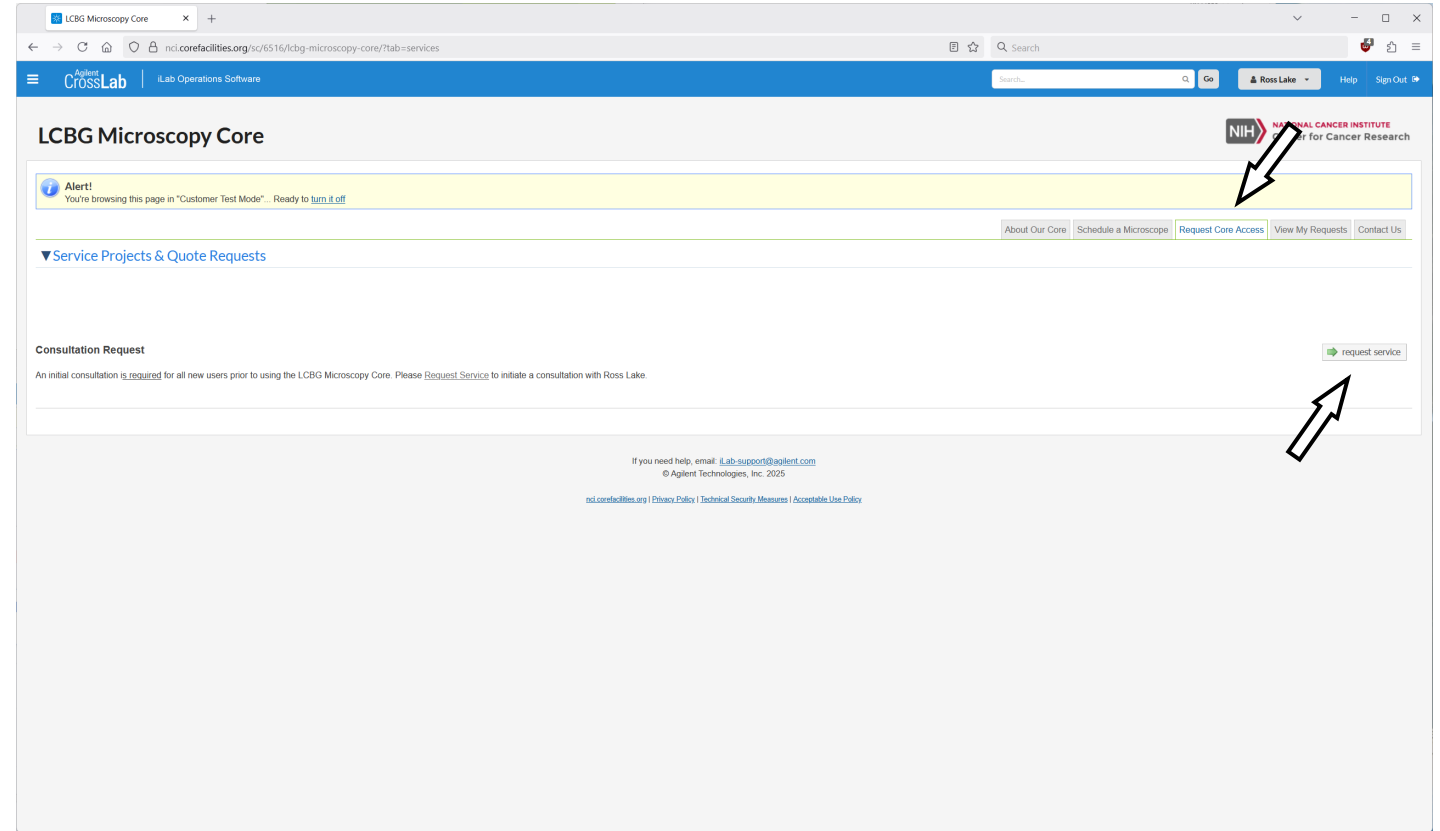 LCBG Microscopy Core
nci.corefacilities.org/sc/6516/lcbg-microscopy-core/?tab=services
Search
4
Agilent
CrossLab
iLab Operations Software
Search...
Go
Ross Lake
Help
Sign Out
LCBG Microscopy Core
NIH
NATIONAL CANCER INSTITUTE
Center for Cancer Research
Alert!
You're browsing this page in "Customer Test Mode"... Ready to turn it off
About Our Core
Schedule a Microscope
Request Core Access
View My Requests
Contact Us
Service Projects & Quote Requests
Consultation Request
request service
An initial consultation is required for all new users prior to using the LCBG Microscopy Core. Please Request Service to initiate a consultation with Ross Lake.
If you need help, email: iLab-support@agilent.com
© Agilent Technologies, Inc. 2025
nci.corefacilities.org | Privacy Policy | Technical Security Measures | Acceptable Use Policy